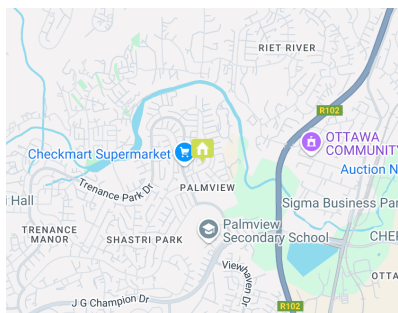 RIET RIVER
R102
OTTAWA
COMMUNITY
Checkmart Supermarket
Auction N
Trenance Park Dr
PALMVIEW
Hall
Sigma Business Par
TRENANCE
MANOR
SHASTRI PARK
Palmview
Secondary School
CHEF
Viewhaven Dr
OTTA
J G Champion Dr
R102